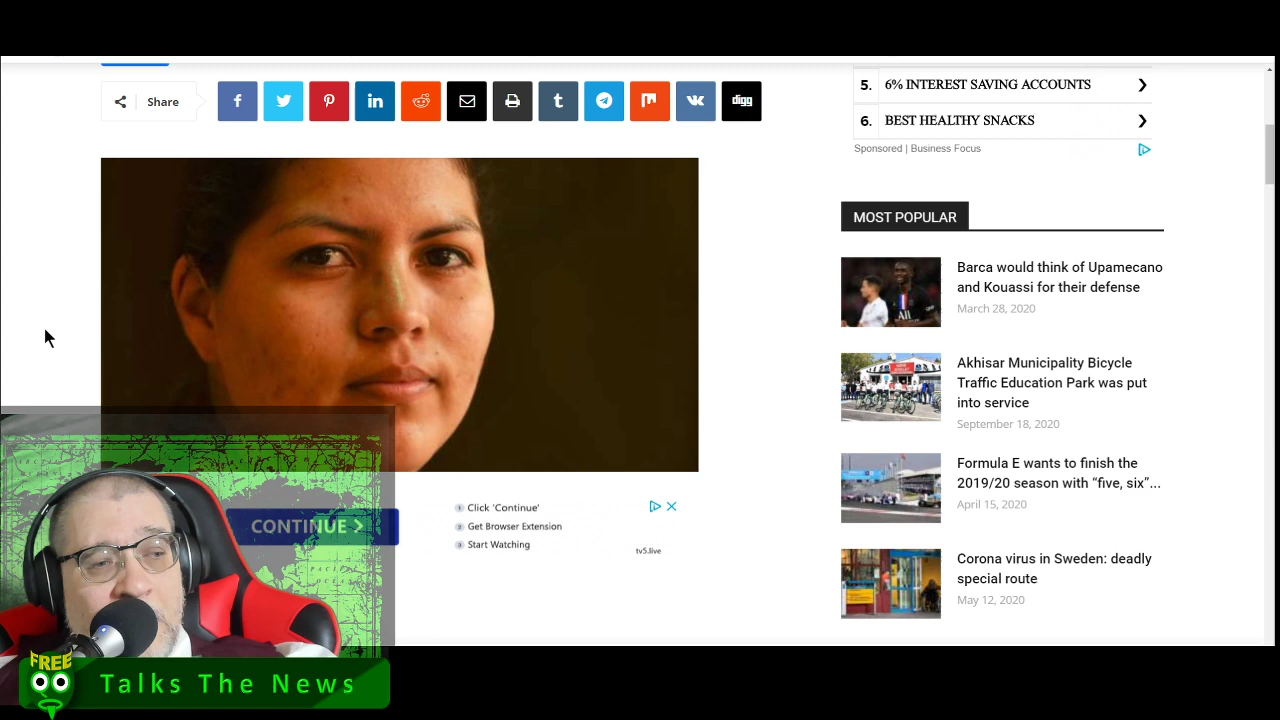 Share
digg
5. 6% INTEREST SAVING ACCOUNTS
6. BEST HEALTHY SNACKS
Sponsored | Business Focus
MOST POPULAR
Barca would think of Upamecano
and Kouassi for their defense
March 28, 2020
Akhisar Municipality Bicycle
Traffic Education Park was put
into service
September 18, 2020
Formula E wants to finish the
2019/20 season with “five, six”...
April 15, 2020
Corona virus in Sweden: deadly
special route
May 12, 2020
CONTINUE
1 Click 'Continue'
2 Get Browser Extension
3 Start Watching
tv5.live
FREE
Talks The News